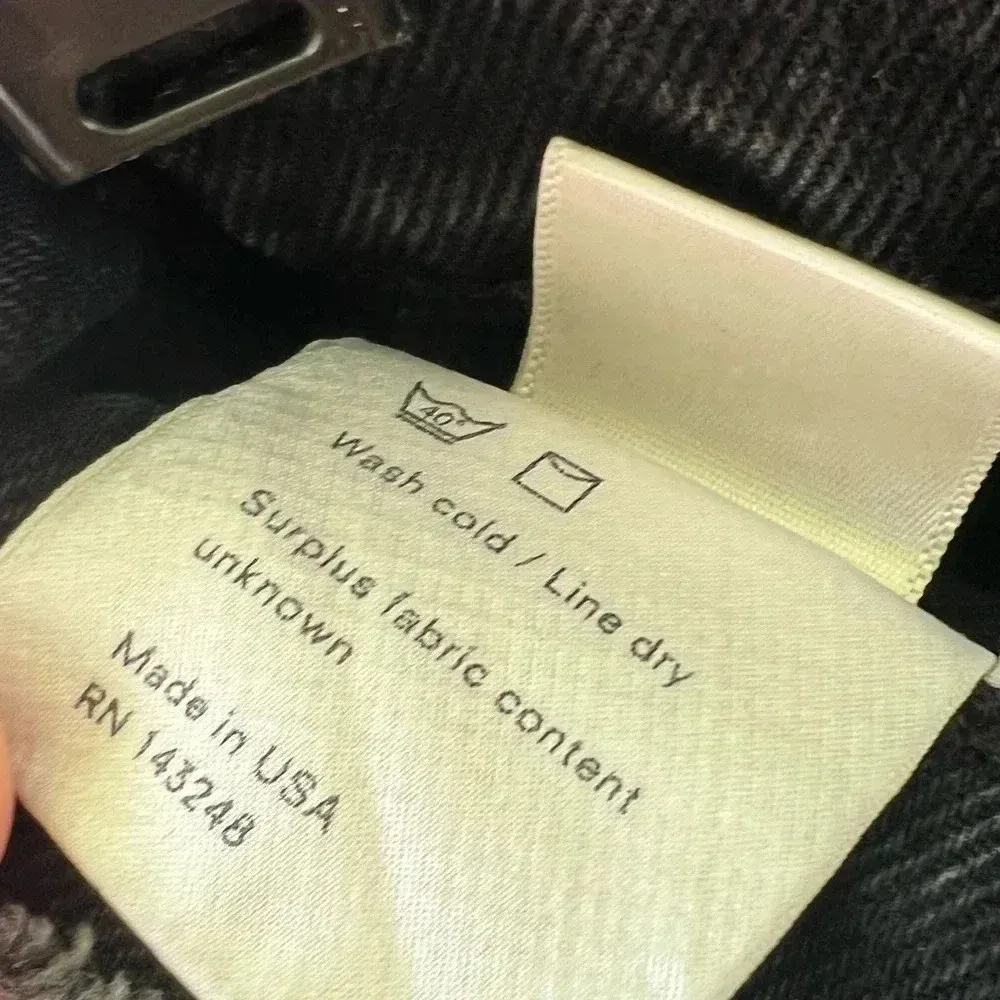 40°
Wash cold / Line dry
Surplus fabric content
unknown
Made in USA
RN 143248